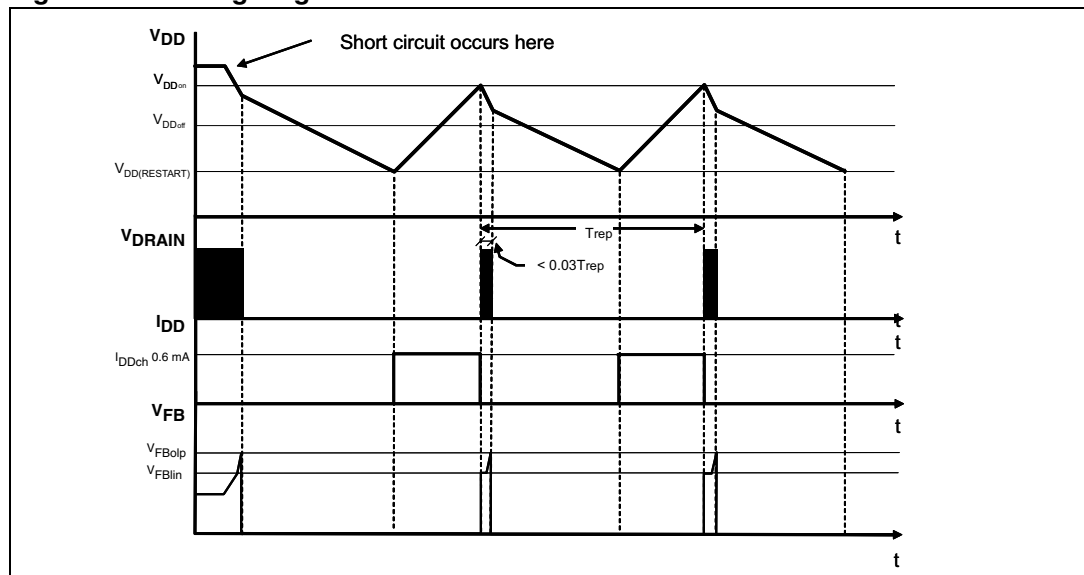 VDD
Short circuit occurs here
VDDon
VDDoff
VDD(RESTART)
t
VDRAIN
Trep
< 0.03Trep
t
IDD
t
IDDch 0.6 mA
VFB
t
VFBolp
VFBlin
t